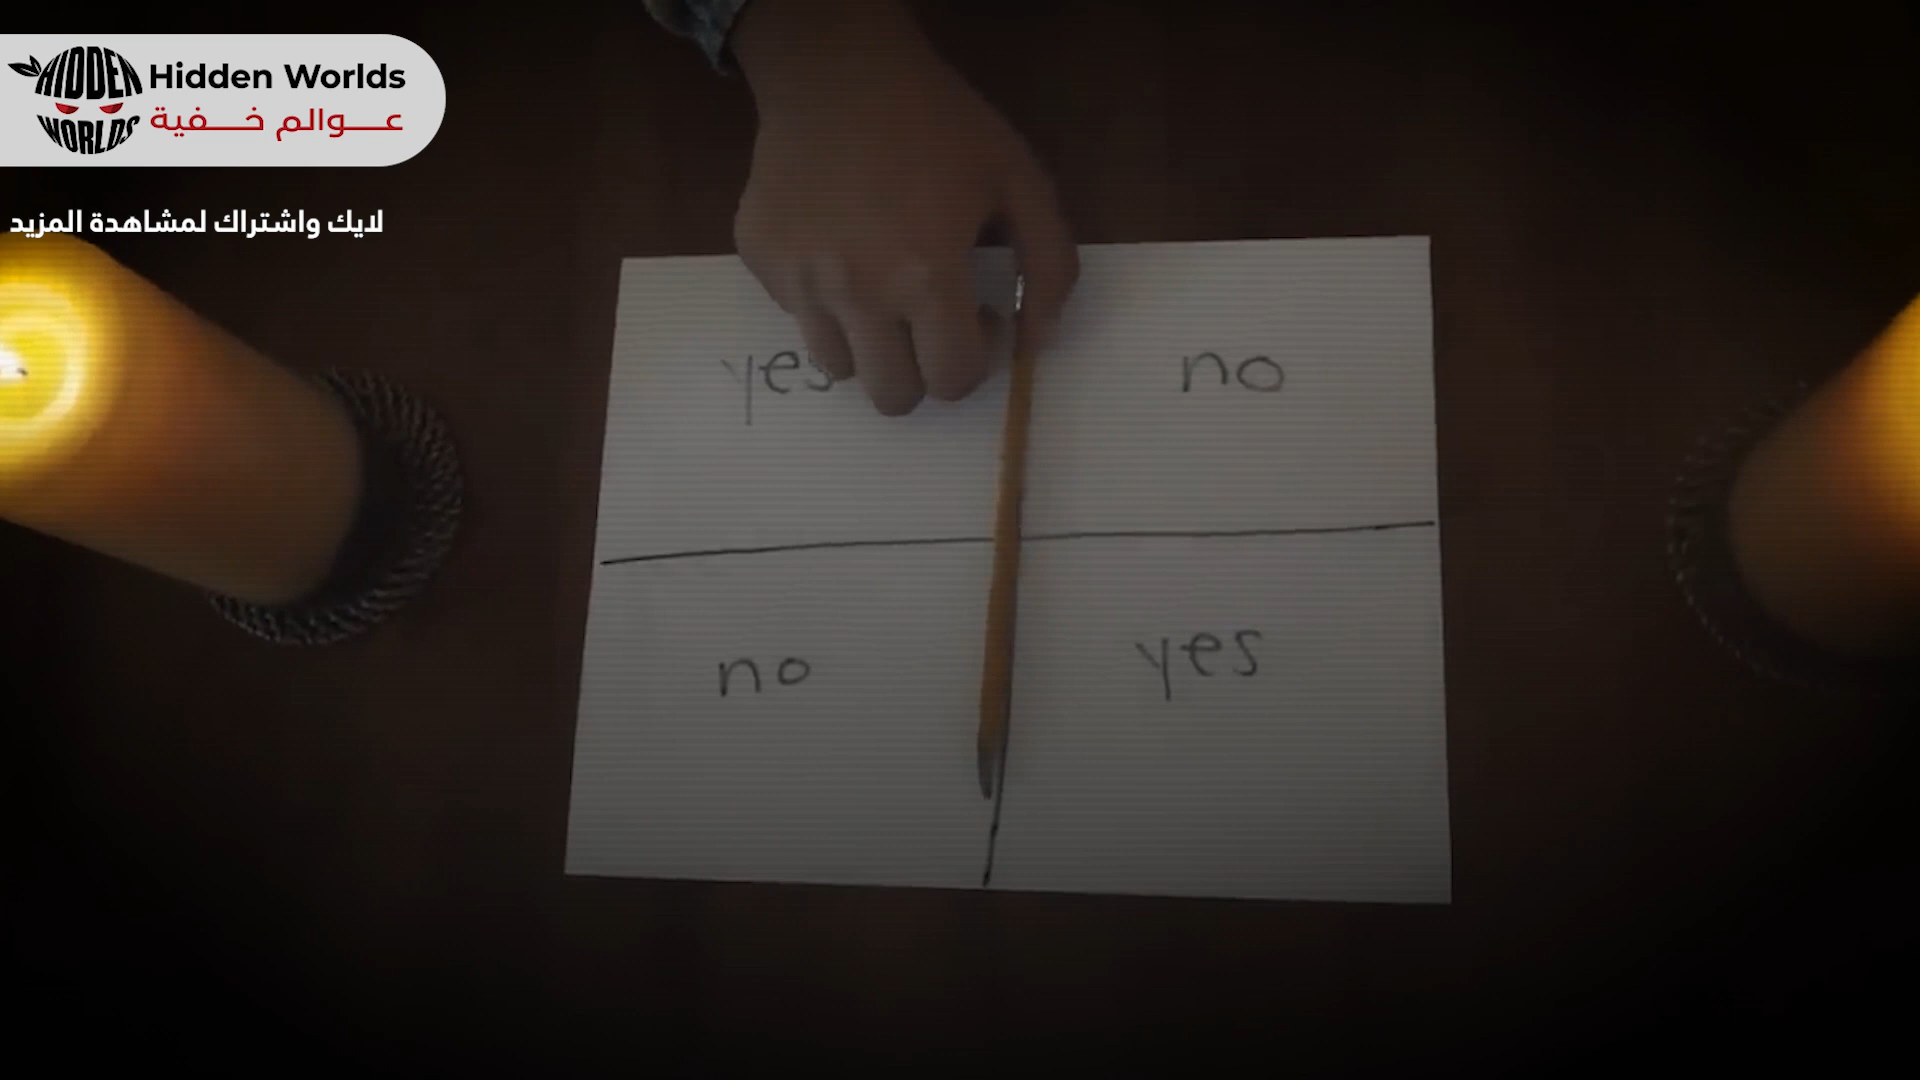 HIDDEN
WORLDS
Hidden Worlds
عـــوالم خـــفية
لايك واشتراك لمشاهدة المزيد
yes
no
no
yes